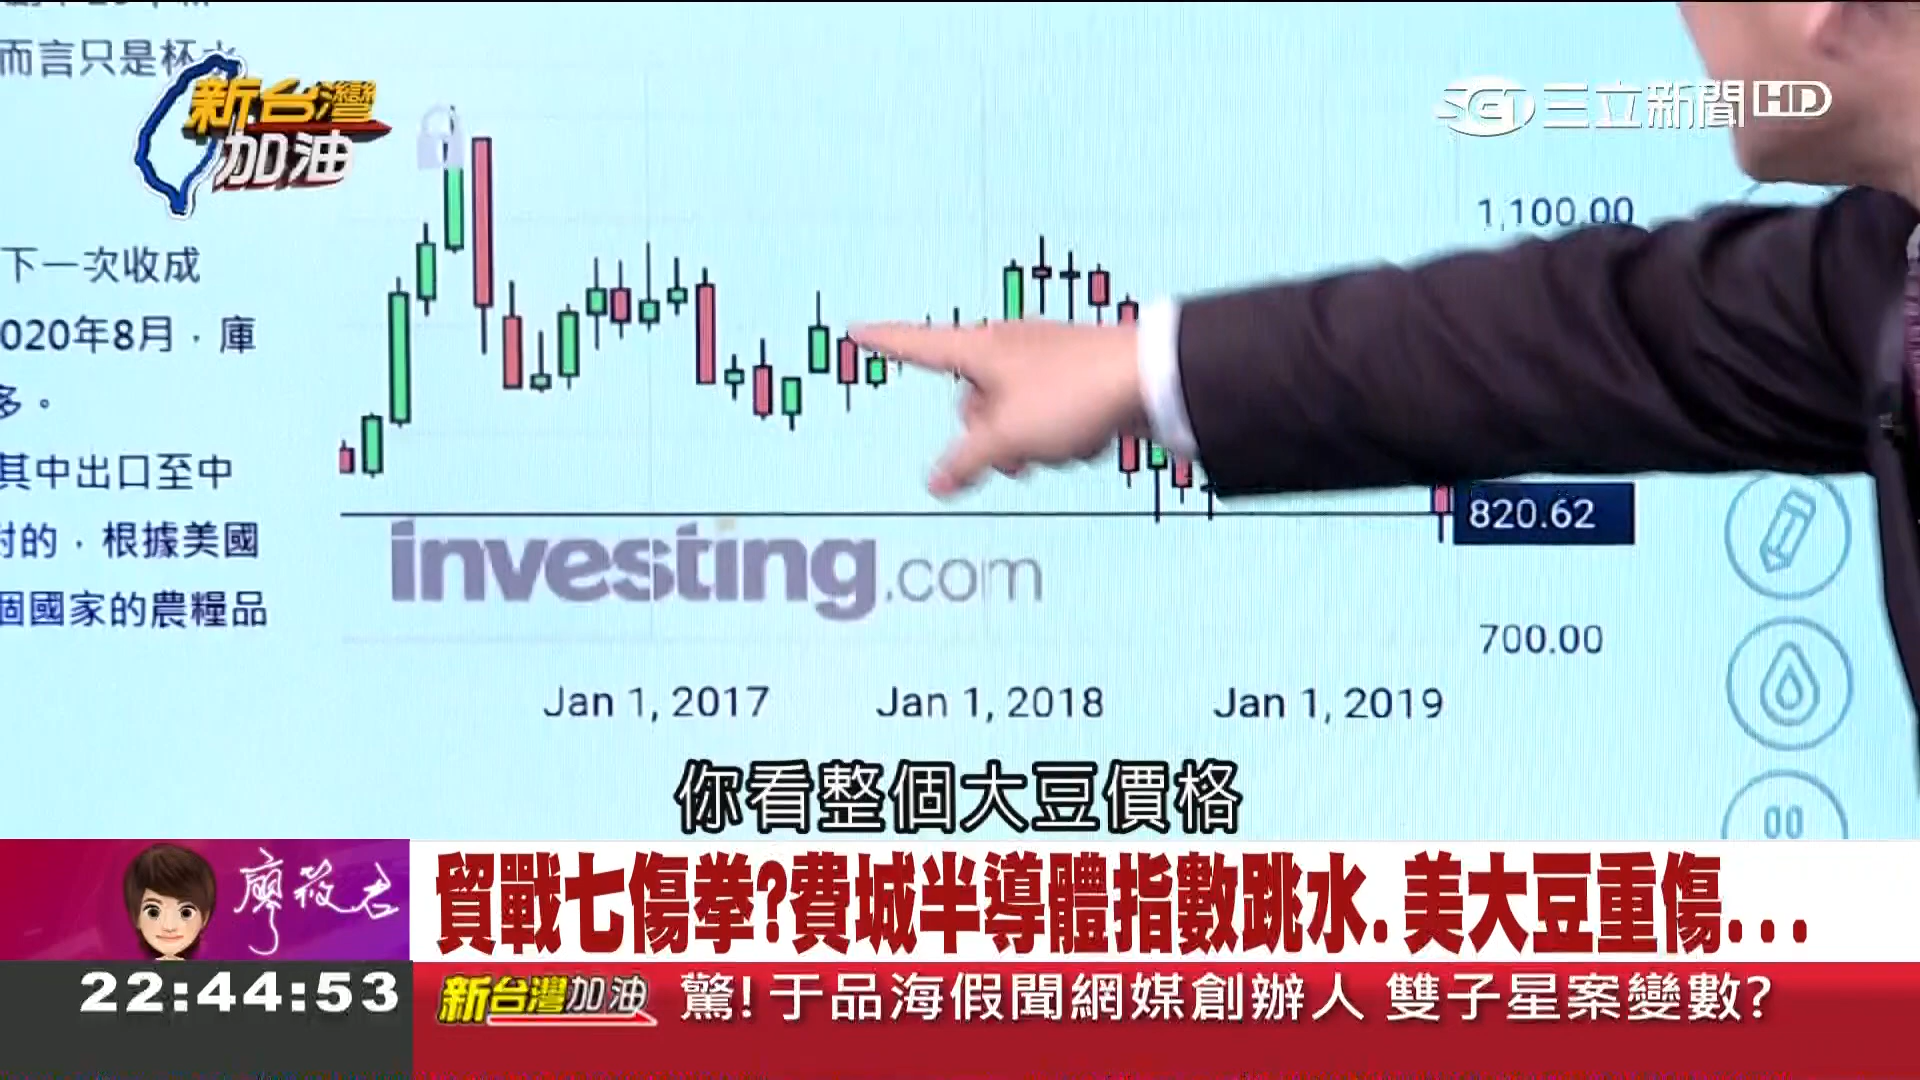 而言只是杯水
新台灣
加油
SET三立新聞HD
下一次收成
1,100.00
020年8月,庫
多。
其中出口至中
對的,根據美國
820.62
investing.com
個國家的農糧品
700.00
Jan 1, 2017
Jan 1, 2018
Jan 1, 2019
你看整個大豆價格
廖筱君
貿戰七傷拳?費城半導體指數跳水.美大豆重傷...
22:44:53
新台灣加油
驚!于品海假聞網媒創辦人 雙子星案變數?